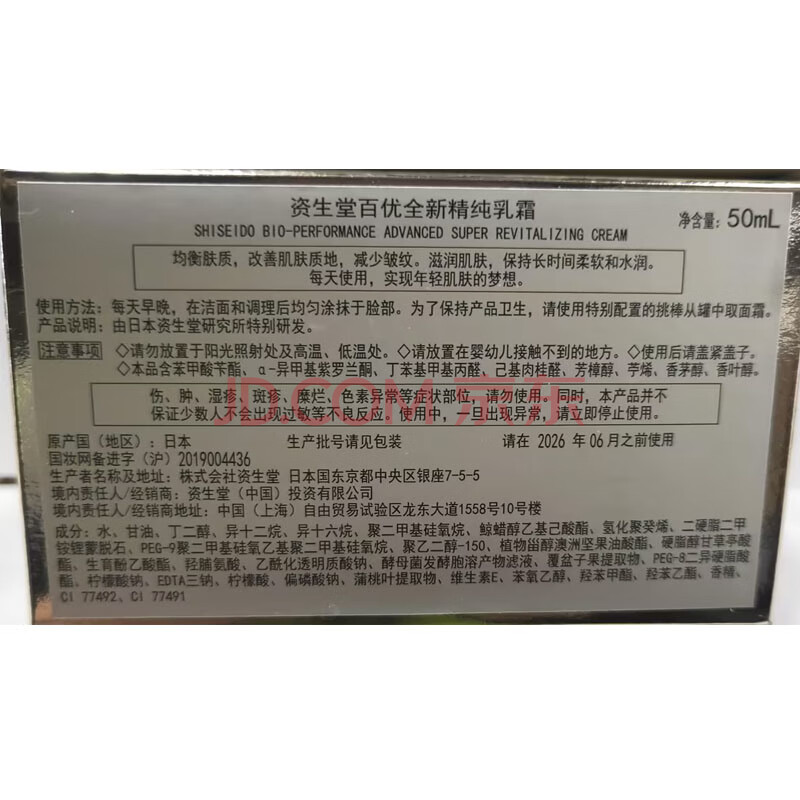 资生堂百优全新精纯乳霜
净含量：50mL
SHISEIDO BIO-PERFORMANCE ADVANCED SUPER REVITALIZING CREAM
均衡肤质，改善肌肤质地，减少皱纹。滋润肌肤，保持长时间柔软和水润。
每天使用，实现年轻肌肤的梦想。
使用方法：每天早晚，在洁面和调理后均匀涂抹于脸部。为了保持产品卫生，请使用特别配置的挑棒从罐中取面霜。
产品说明：由日本资生堂研究所特别研发。
注意事项 ◇请勿放置于阳光照射处及高温、低温处。◇请放置在婴幼儿接触不到的地方。◇使用后请盖紧盖子。
◇本品含苯甲酸苄酯、α-异甲基紫罗兰酮、丁苯基甲基丙醛、己基肉桂醛、芳樟醇、苧烯、香茅醇、香叶醇。
伤、肿、湿疹、斑疹、糜烂、色素异常等症状部位，请勿使用。同时，本产品并不
保证少数人不会出现过敏等不良反应。使用中，一旦出现异常，请立即停止使用。
JD.COM 京东
原产国（地区）：日本 生产批号请见包装 请在 2026 年 06 月之前使用
国妆网备进字（沪）2019004436
生产者名称及地址：株式会社资生堂 日本国东京都中央区银座7-5-5
境内责任人/经销商：资生堂（中国）投资有限公司
境内责任人/经销商地址：中国（上海）自由贸易试验区龙东大道1558号10号楼
成分：水、甘油、丁二醇、异十二烷、异十六烷、聚二甲基硅氧烷、鲸蜡醇乙基己酸酯、氢化聚癸烯、二硬脂二甲
铵锂蒙脱石、PEG-9聚二甲基硅氧乙基聚二甲基硅氧烷、聚乙二醇-150、植物甾醇澳洲坚果油酸酯、硬脂醇甘草亭酸
酯、生育酚乙酸酯、羟脯氨酸、乙酰化透明质酸钠、酵母菌发酵胞溶产物滤液、覆盆子果提取物、PEG-8二异硬脂酸
酯、柠檬酸钠、EDTA三钠、柠檬酸、偏磷酸钠、蒲桃叶提取物、维生素E、苯氧乙醇、羟苯甲酯、羟苯乙酯、香精、
CI 77492、CI 77491